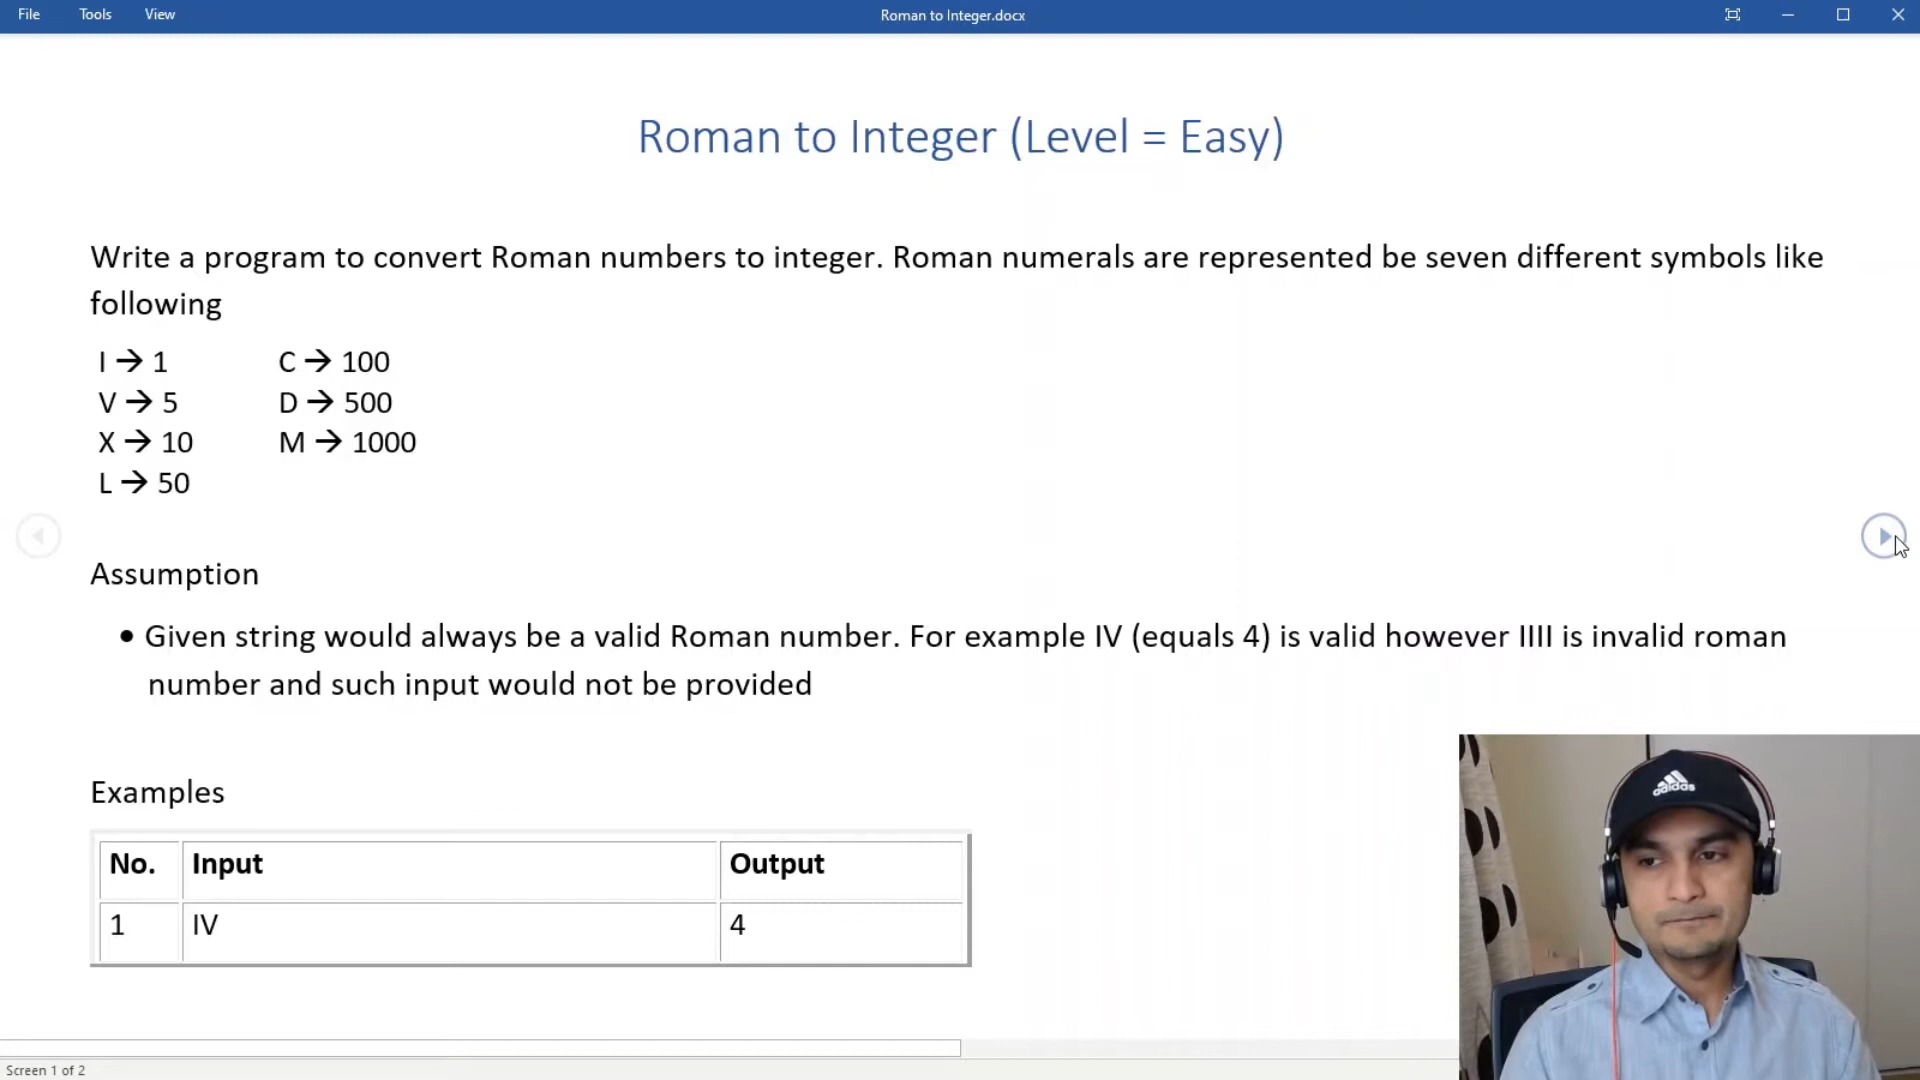 File Tools View Roman to Integer.docx
Roman to Integer (Level = Easy)
Write a program to convert Roman numbers to integer. Roman numerals are represented be seven different symbols like
following
I → 1 C → 100
V → 5 D → 500
X → 10 M → 1000
L → 50
Assumption
• Given string would always be a valid Roman number. For example IV (equals 4) is valid however IIII is invalid roman
number and such input would not be provided
Examples
No. Input Output
1 IV 4
adidas
Screen 1 of 2